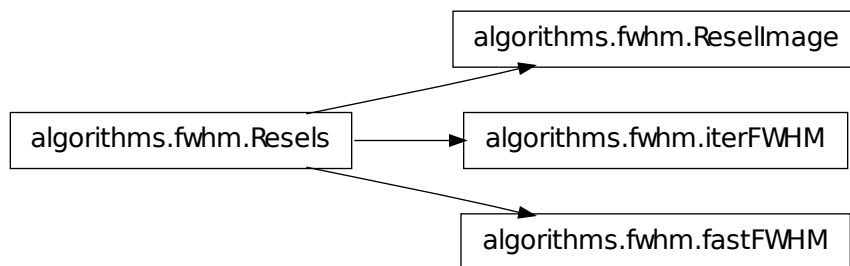 algorithms.fwhm.ReselImage
algorithms.fwhm.Resels
algorithms.fwhm.iterFWHM
algorithms.fwhm.fastFWHM